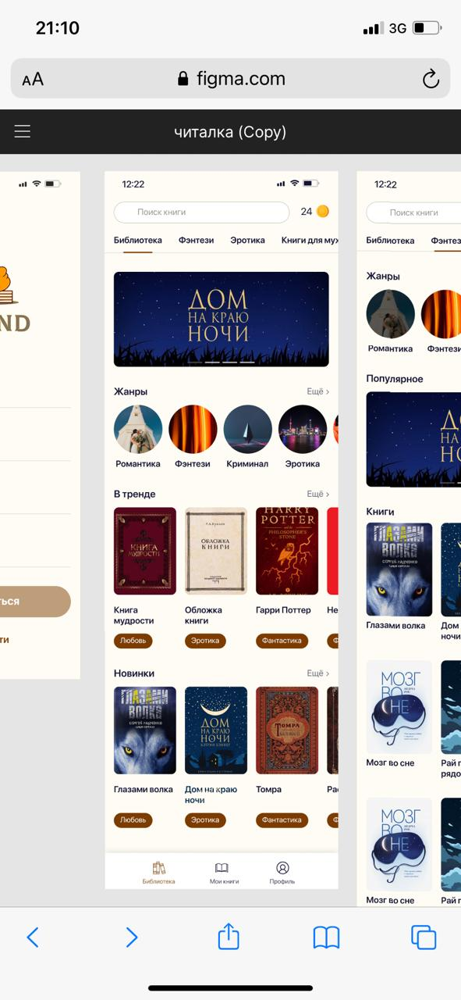 21:10
3G
AA
figma.com
читалка (Copy)
ND
ться
ти
12:22
Поиск книги
24
Библиотека Фэнтези Эротика Книги для муж
ДОМ
НА КРАЮ
НОЧИ
Жанры Ещё ›
Романтика Фэнтези Криминал Эротика
В тренде Ещё ›
КНИГА
МУДРОСТИ
ОБЛОЖКА
КНИГИ
HARRY
POTTER
and the
PHILOSOPHER'S
STONE
Книга
мудрости
Обложка
книги
Гарри Поттер
Не
Любовь Эротика Фантастика
Новинки Ещё ›
ГЛАЗАМИ
ВОЛКА
СЕРГЕЙ РАДЧЕНКО
ДОМ
НА КРАЮ
НОЧИ
КЭТРИН БЭННЕР
ТОМРА
Глазами волка
Дом на краю
ночи
Томра
Ра
Любовь Эротика Фантастика
Библиотека Мои книги Профиль
12:22
Поиск книги
Библиотека Фэнтез
Жанры
Романтика Фэнтези
Популярное
Книги
ГЛАЗАМИ
ВОЛКА
СЕРГЕЙ РАДЧЕНКО
Глазами волка
Дом
ночи
МОЗГ
ВО
СНЕ
Мозг во сне
Рай г
рядо
МОЗГ
ВО
СНЕ
Мозг во сне
Рай г